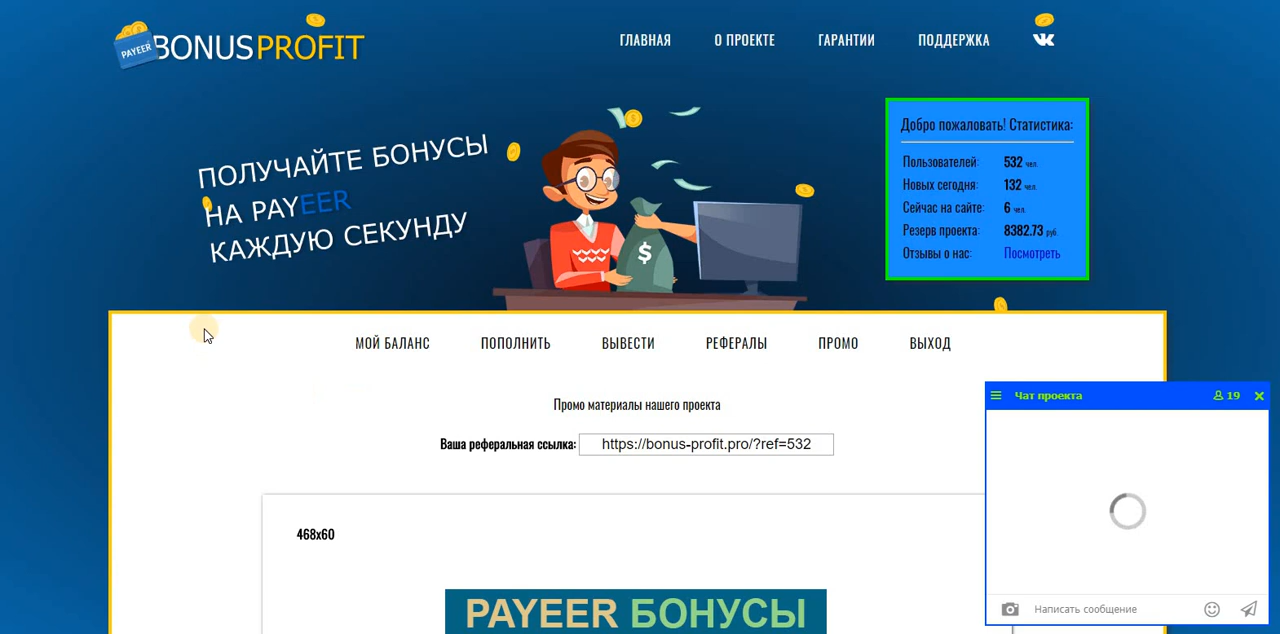 PAYEER BONUSPROFIT
ГЛАВНАЯ О ПРОЕКТЕ ГАРАНТИИ ПОДДЕРЖКА
ПОЛУЧАЙТЕ БОНУСЫ
НА PAYEER
КАЖДУЮ СЕКУНДУ
$
Добро пожаловать! Статистика:
Пользователей: 532 чел.
Новых сегодня: 132 чел.
Сейчас на сайте: 6 чел.
Резерв проекта: 8382.73 руб.
Отзывы о нас: Посмотреть
МОЙ БАЛАНС ПОПОЛНИТЬ ВЫВЕСТИ РЕФЕРАЛЫ ПРОМО ВЫХОД
Промо материалы нашего проекта
Ваша реферальная ссылка: https://bonus-profit.pro/?ref=532
468x60
PAYEER БОНУСЫ
Чат проекта 19
Написать сообщение